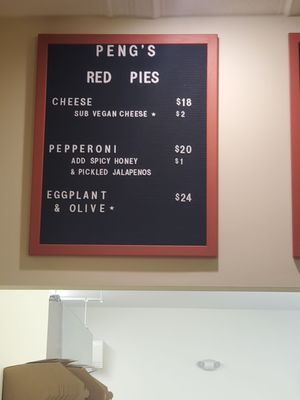 PENG'S
RED PIES
CHEESE $18
SUB VEGAN CHEESE * $2
PEPPERONI $20
ADD SPICY HONEY $1
& PICKLED JALAPENOS
EGGPLANT $24
& OLIVE *